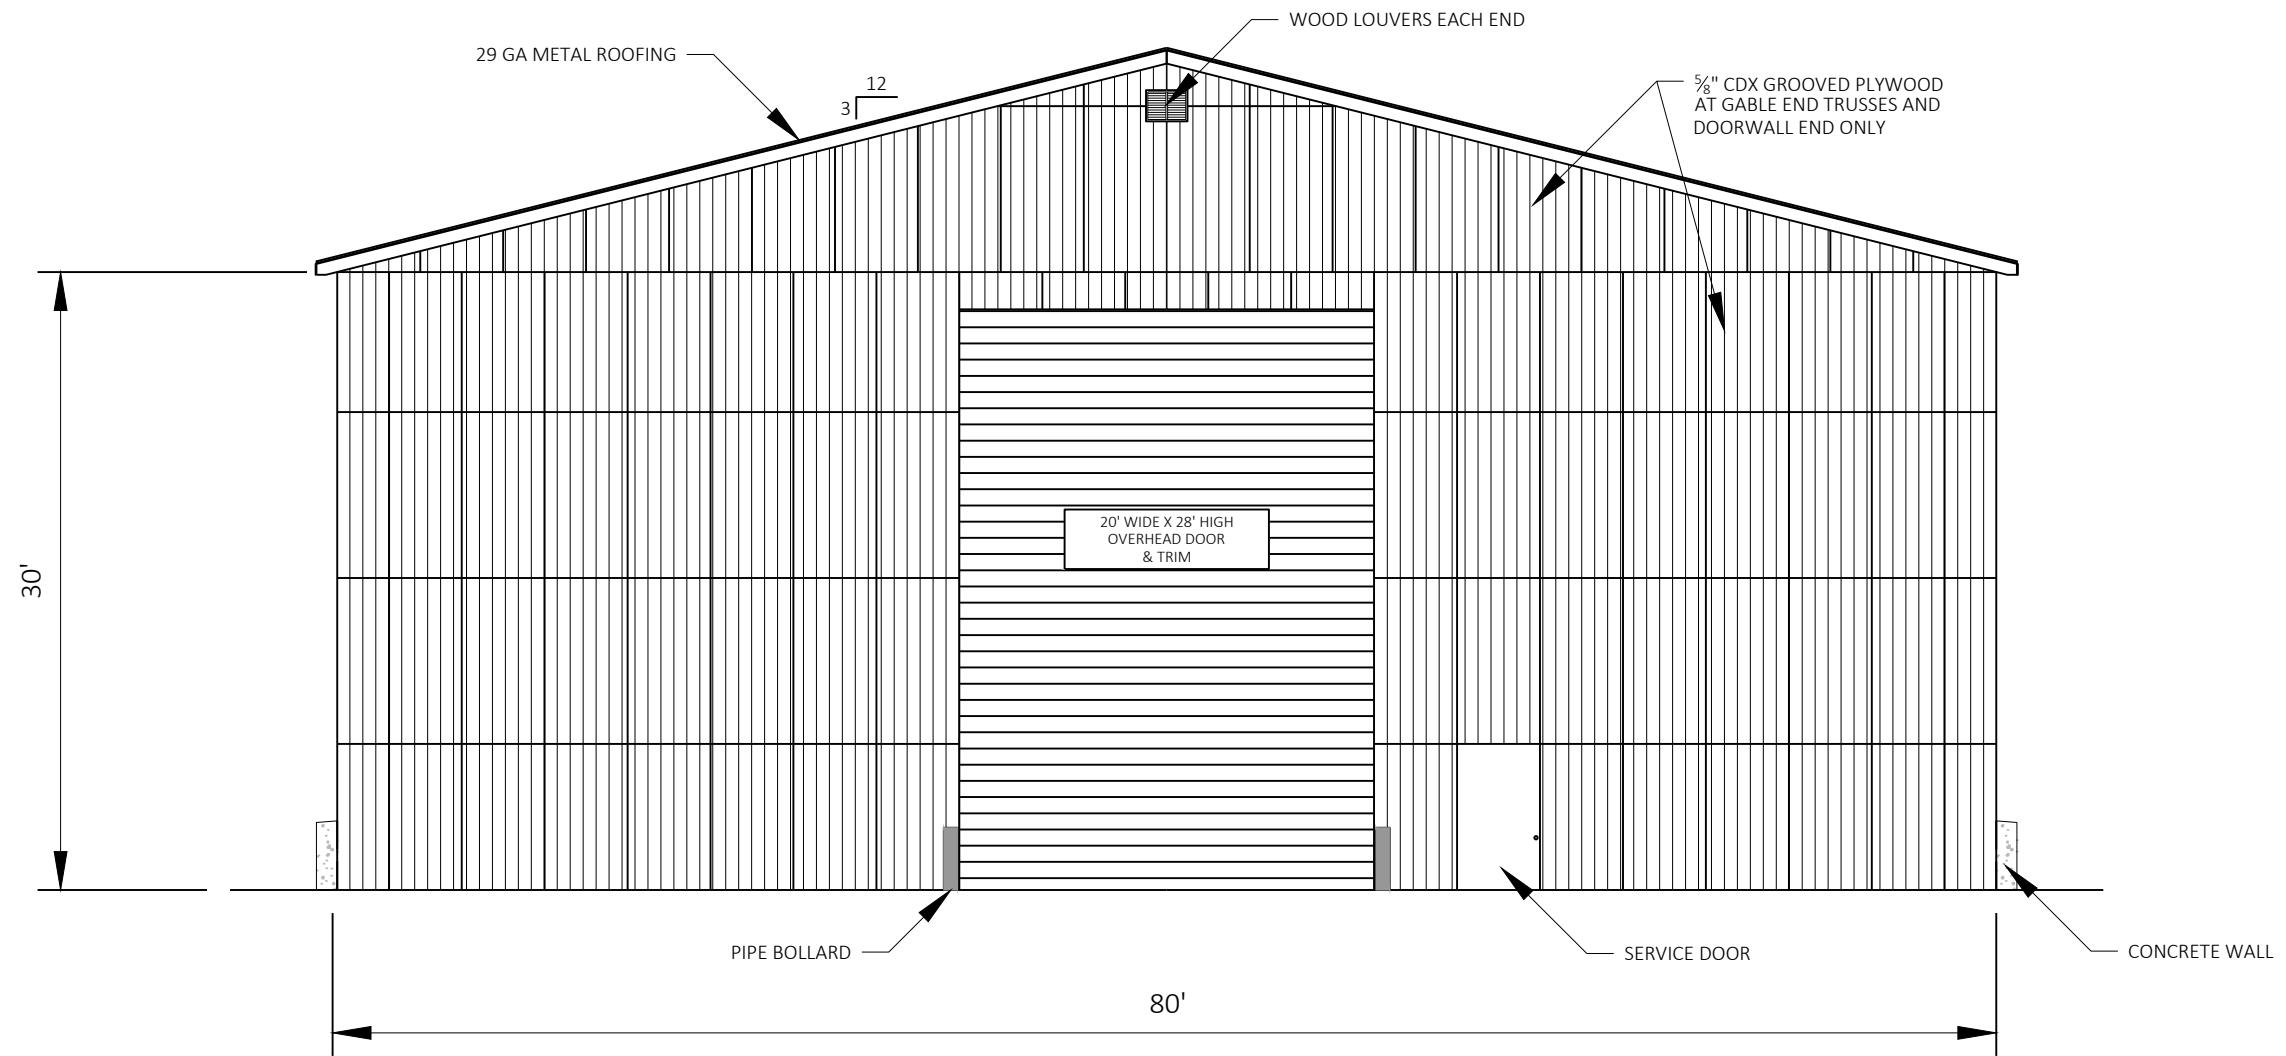 WOOD LOUVERS EACH END
29 GA METAL ROOFING
12
3
⅝" CDX GROOVED PLYWOOD
AT GABLE END TRUSSES AND
DOORWALL END ONLY
20' WIDE X 28' HIGH
OVERHEAD DOOR
& TRIM
30'
PIPE BOLLARD
SERVICE DOOR
CONCRETE WALL
80'